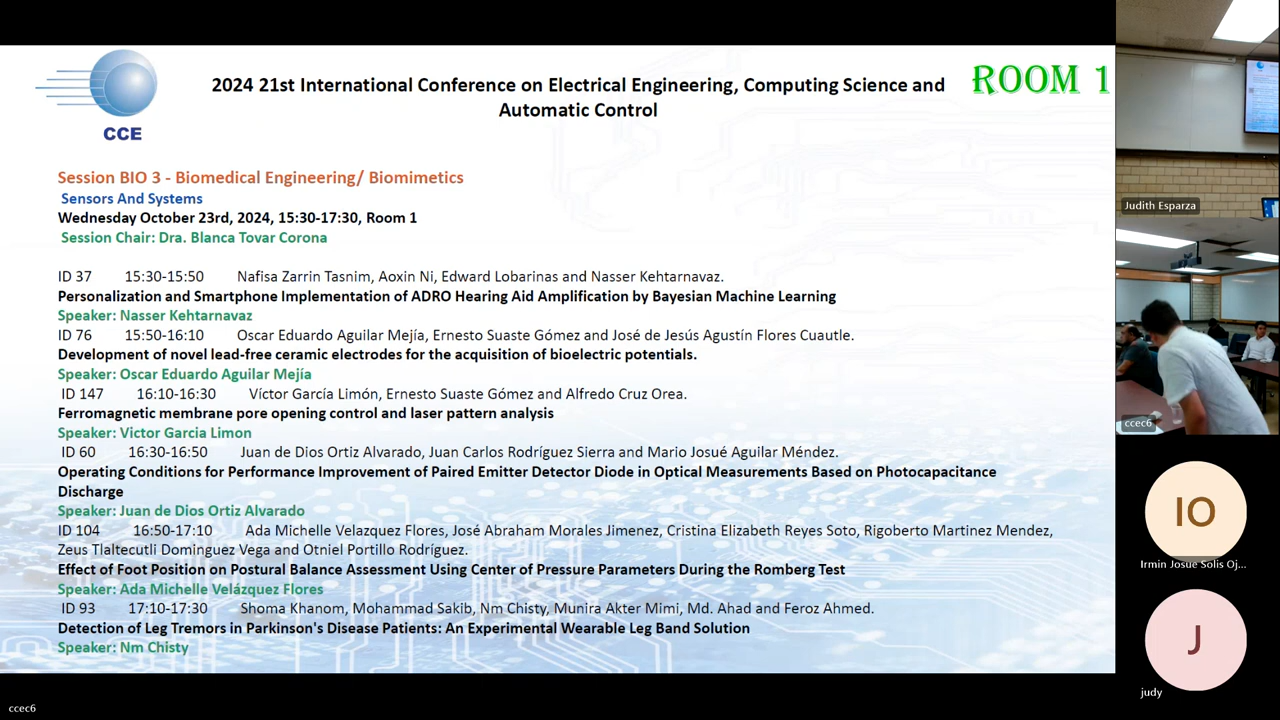 2024 21st International Conference on Electrical Engineering, Computing Science and
Automatic Control
ROOM 1
CCE
Session BIO 3 - Biomedical Engineering/ Biomimetics
Sensors And Systems
Wednesday October 23rd, 2024, 15:30-17:30, Room 1
Session Chair: Dra. Blanca Tovar Corona
ID 37 15:30-15:50 Nafisa Zarrin Tasnim, Aoxin Ni, Edward Lobarinas and Nasser Kehtarnavaz.
Personalization and Smartphone Implementation of ADRO Hearing Aid Amplification by Bayesian Machine Learning
Speaker: Nasser Kehtarnavaz
ID 76 15:50-16:10 Oscar Eduardo Aguilar Mejía, Ernesto Suaste Gómez and José de Jesús Agustín Flores Cuautle.
Development of novel lead-free ceramic electrodes for the acquisition of bioelectric potentials.
Speaker: Oscar Eduardo Aguilar Mejía
ID 147 16:10-16:30 Víctor García Limón, Ernesto Suaste Gómez and Alfredo Cruz Orea.
Ferromagnetic membrane pore opening control and laser pattern analysis
Speaker: Victor Garcia Limon
ID 60 16:30-16:50 Juan de Dios Ortiz Alvarado, Juan Carlos Rodríguez Sierra and Mario Josué Aguilar Méndez.
Operating Conditions for Performance Improvement of Paired Emitter Detector Diode in Optical Measurements Based on Photocapacitance
Discharge
Speaker: Juan de Dios Ortiz Alvarado
ID 104 16:50-17:10 Ada Michelle Velazquez Flores, José Abraham Morales Jimenez, Cristina Elizabeth Reyes Soto, Rigoberto Martinez Mendez,
Zeus Tlaltecutli Dominguez Vega and Otniel Portillo Rodríguez.
Effect of Foot Position on Postural Balance Assessment Using Center of Pressure Parameters During the Romberg Test
Speaker: Ada Michelle Velázquez Flores
ID 93 17:10-17:30 Shoma Khanom, Mohammad Sakib, Nm Chisty, Munira Akter Mimi, Md. Ahad and Feroz Ahmed.
Detection of Leg Tremors in Parkinson's Disease Patients: An Experimental Wearable Leg Band Solution
Speaker: Nm Chisty
Judith Esparza
ccec6
IO
Irmin Josue Solis Oj...
J
judy
ccec6